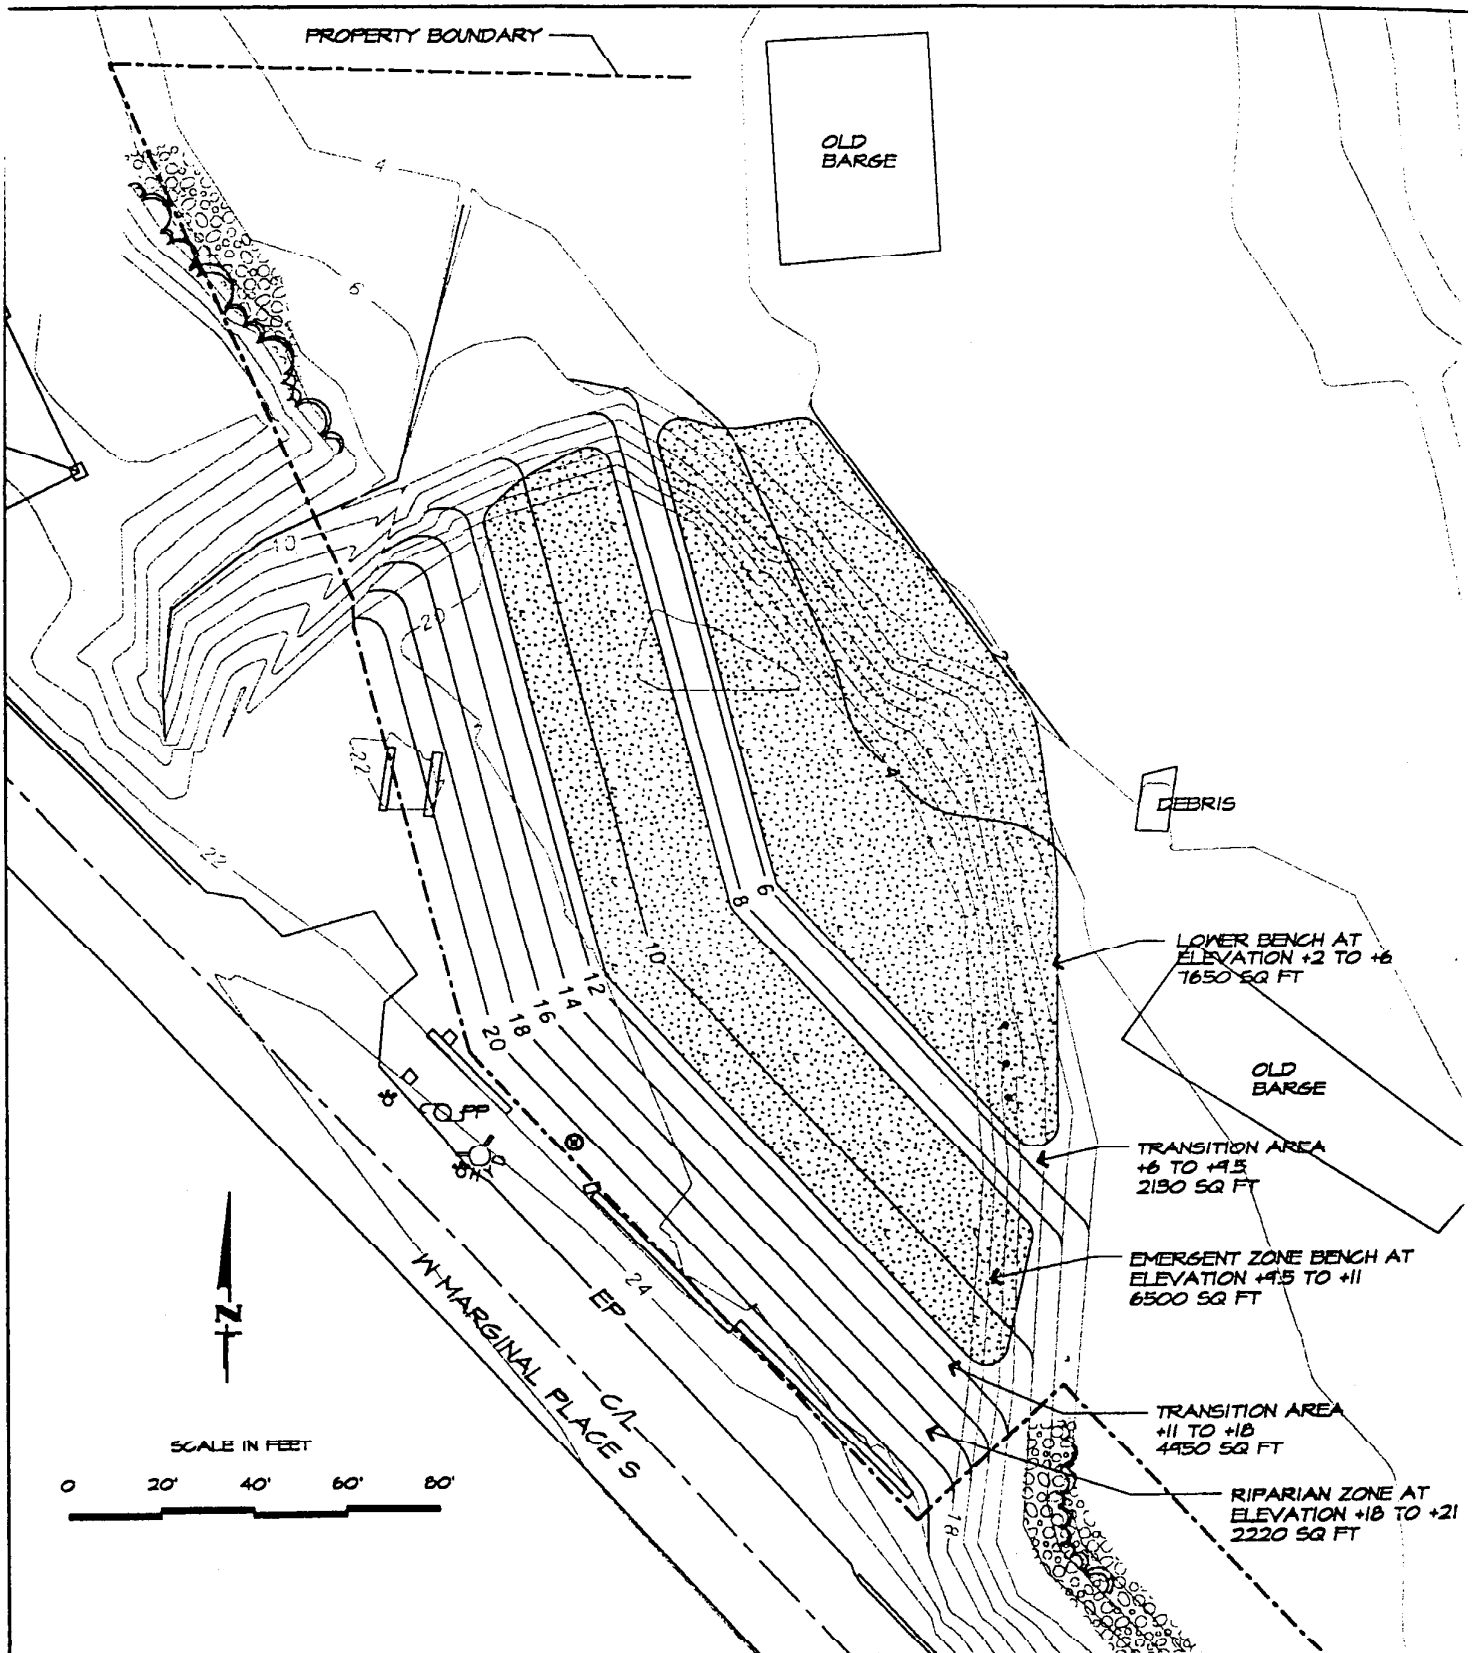 PROPERTY BOUNDARY
OLD
BARGE
4
6
10
20
22
22
4
2
DEBRIS
6
8
10
12
14
16
18
20
LOWER BENCH AT
ELEVATION +2 TO +6
7650 SQ FT
OLD
BARGE
PP
HYD
TRANSITION AREA
+6 TO +9.5
2130 SQ FT
EMERGENT ZONE BENCH AT
ELEVATION +9.5 TO +11
6500 SQ FT
24
EP
W MARGINAL PLACE S
C/L
N
TRANSITION AREA
+11 TO +18
4950 SQ FT
RIPARIAN ZONE AT
ELEVATION +18 TO +21
2220 SQ FT
18
SCALE IN FEET
0 20' 40' 60' 80'